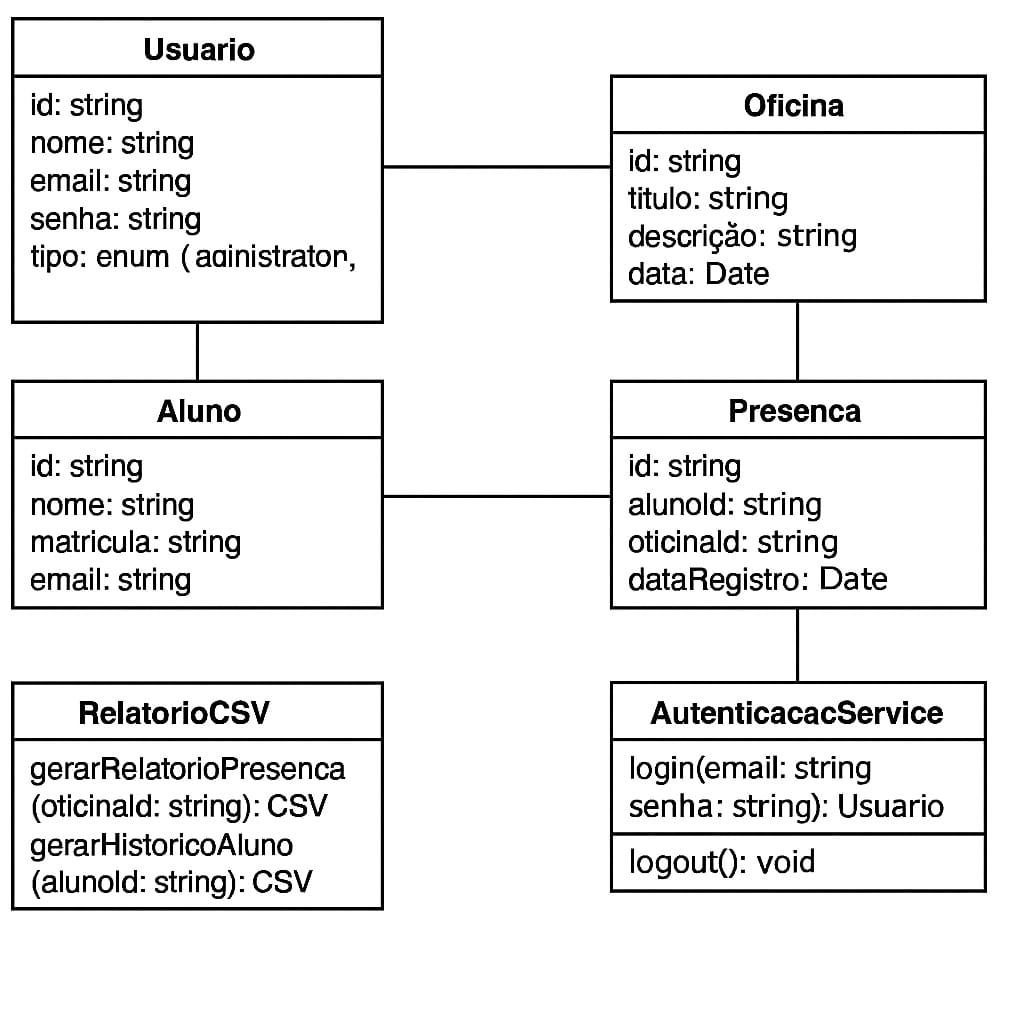 Usuario
id: string
nome: string
email: string
senha: string
tipo: enum (aginistrator,
Oficina
id: string
titulo: string
descrição: string
data: Date
Aluno
id: string
nome: string
matricula: string
email: string
Presenca
id: string
alunoId: string
oticinald: string
dataRegistro: Date
RelatorioCSV
gerarRelatorioPresenca
(oticinald: string): CSV
gerarHistoricoAluno
(alunoId: string): CSV
AutenticacacService
login(email: string
senha: string): Usuario
logout(): void